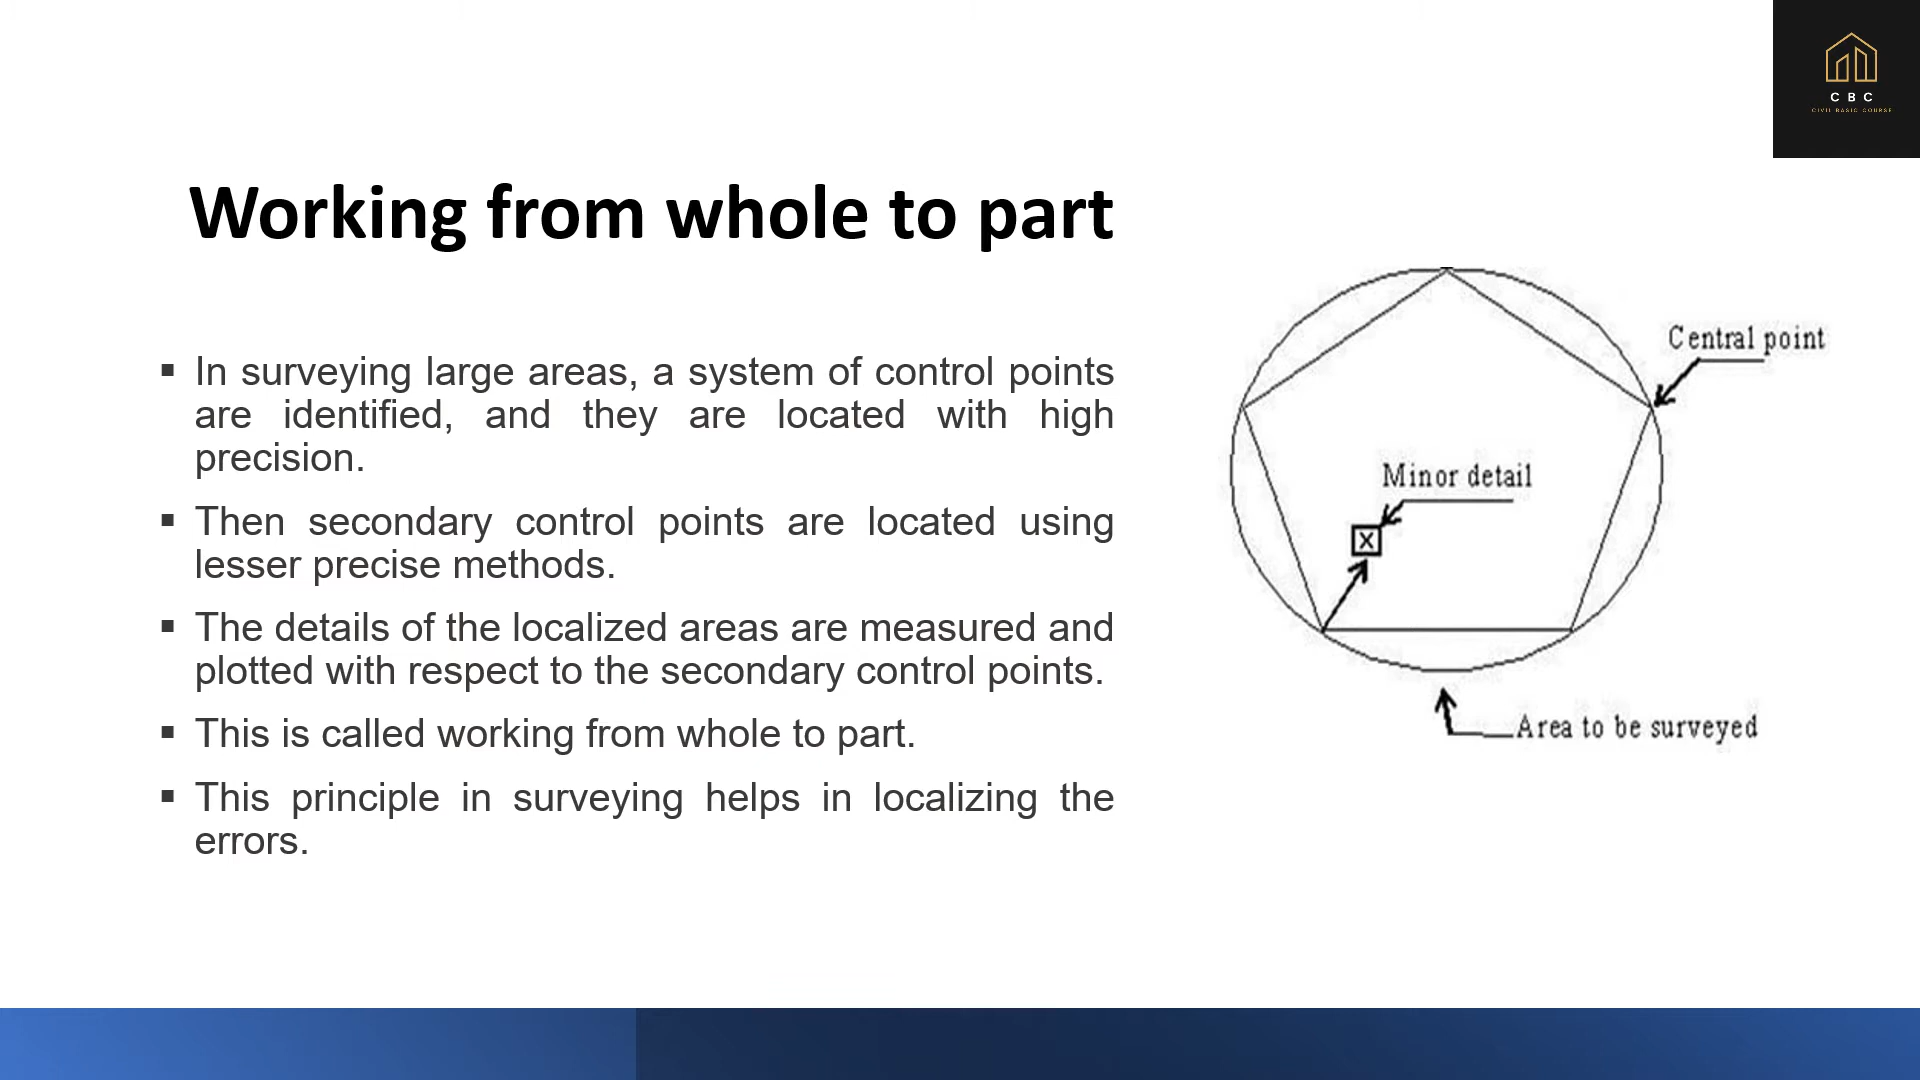 C B C
CIVIL BASIC COURSE
Working from whole to part
▪ In surveying large areas, a system of control points
are identified, and they are located with high
precision.
▪ Then secondary control points are located using
lesser precise methods.
▪ The details of the localized areas are measured and
plotted with respect to the secondary control points.
▪ This is called working from whole to part.
▪ This principle in surveying helps in localizing the
errors.
Central point
Minor detail
X
Area to be surveyed